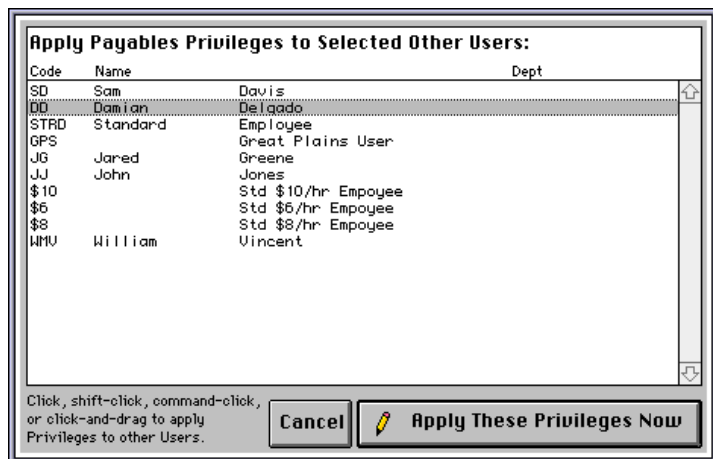 Apply Payables Privileges to Selected Other Users:
Code Name Dept
SD Sam Davis
DD Damian Delgado
STRD Standard Employee
GPS Great Plains User
JG Jared Greene
JJ John Jones
$10 Std $10/hr Empoyee
$6 Std $6/hr Empoyee
$8 Std $8/hr Empoyee
WMV William Vincent
Click, shift-click, command-click,
or click-and-drag to apply
Privileges to other Users.
Cancel
Apply These Privileges Now